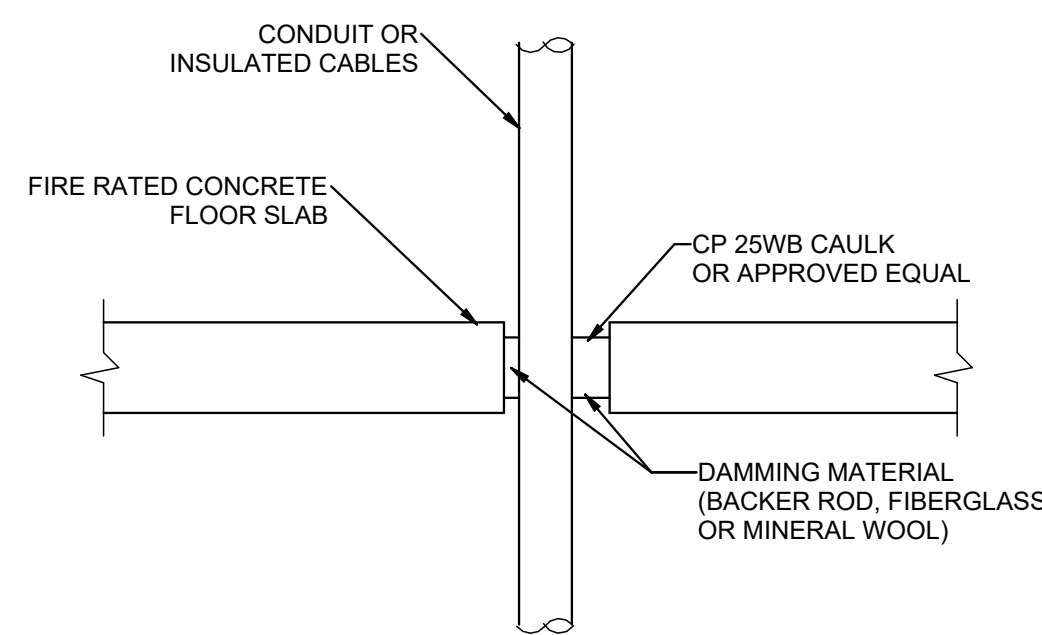 CONDUIT OR
INSULATED CABLES
FIRE RATED CONCRETE
FLOOR SLAB
CP 25WB CAULK
OR APPROVED EQUAL
DAMMING MATERIAL
(BACKER ROD, FIBERGLASS
OR MINERAL WOOL)